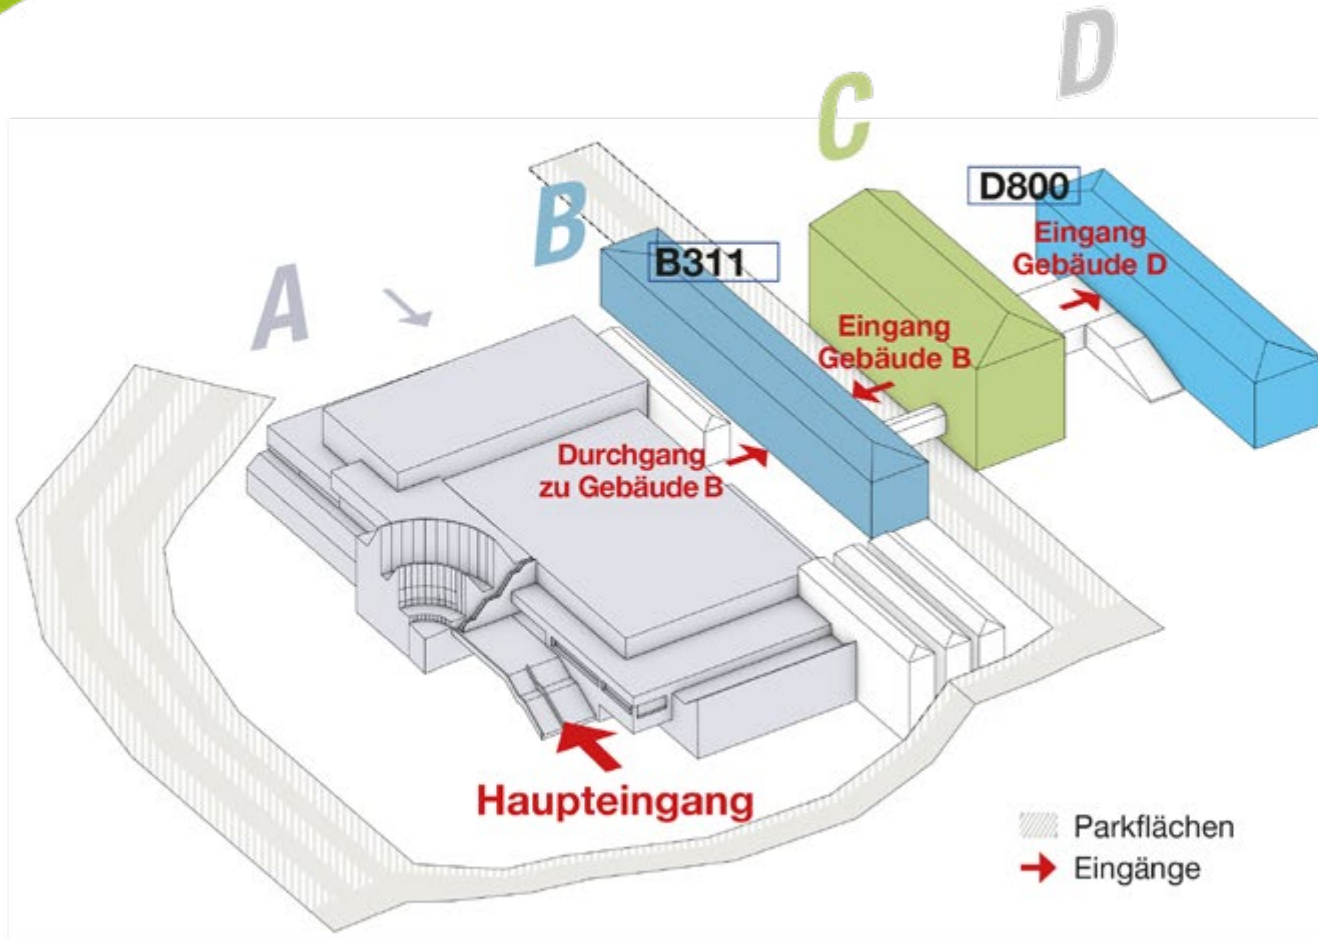 D
C
B
A
D800
Eingang
Gebäude D
B311
Eingang
Gebäude B
Durchgang
zu Gebäude B
Haupteingang
Parkflächen
Eingänge